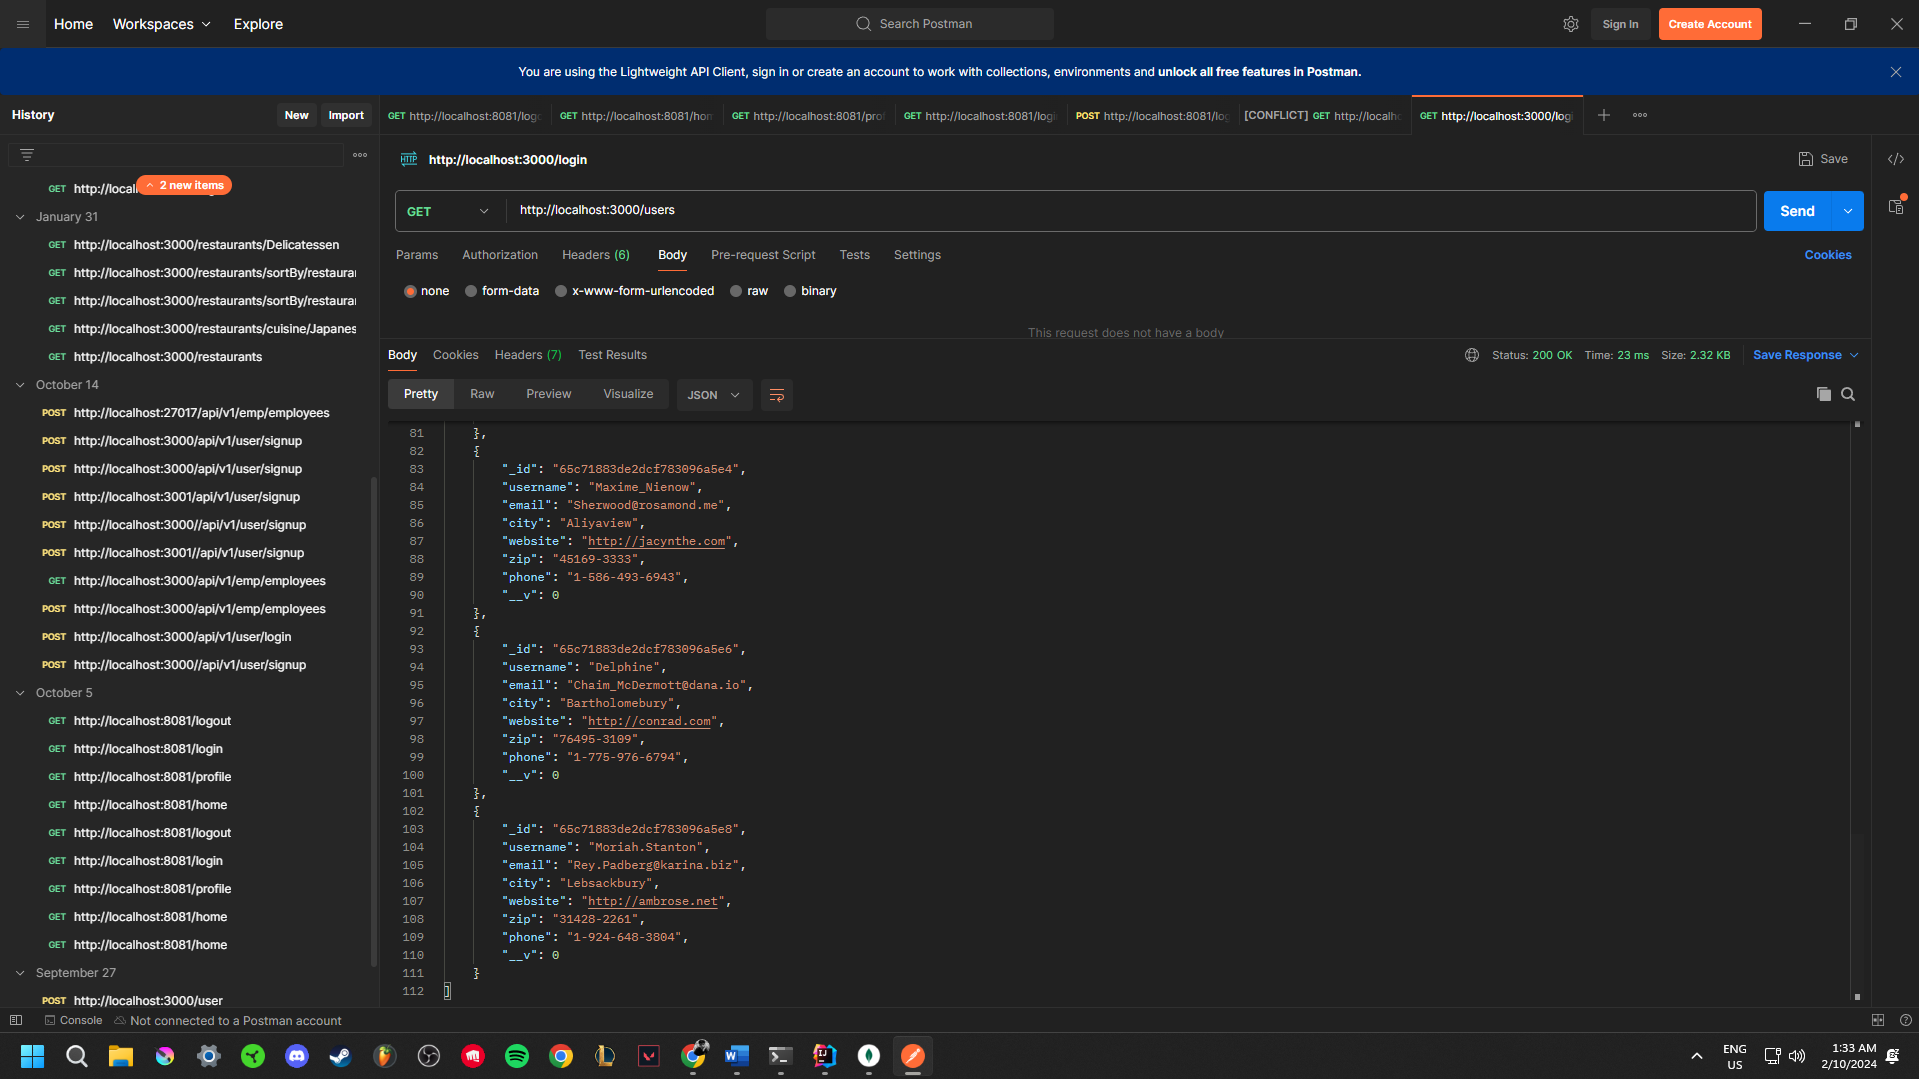 Home
Workspaces
Explore
Search Postman
Sign In
Create Account
You are using the Lightweight API Client, sign in or create an account to work with collections, environments and unlock all free features in Postman.
History
New
Import
GET http://localhost:8081/logo
GET http://localhost:8081/hom
GET http://localhost:8081/prof
GET http://localhost:8081/login
POST http://localhost:8081/log
[CONFLICT] GET http://localh
GET http://localhost:3000/logi
GET http://local
2 new items
January 31
GET http://localhost:3000/restaurants/Delicatessen
GET http://localhost:3000/restaurants/sortBy/restaurar
GET http://localhost:3000/restaurants/sortBy/restaurar
GET http://localhost:3000/restaurants/cuisine/Japanes
GET http://localhost:3000/restaurants
October 14
POST http://localhost:27017/api/v1/emp/employees
POST http://localhost:3000/api/v1/user/signup
POST http://localhost:3000/api/v1/user/signup
POST http://localhost:3001/api/v1/user/signup
POST http://localhost:3000//api/v1/user/signup
POST http://localhost:3001//api/v1/user/signup
GET http://localhost:3000/api/v1/emp/employees
POST http://localhost:3000/api/v1/emp/employees
POST http://localhost:3000/api/v1/user/login
POST http://localhost:3000//api/v1/user/signup
October 5
GET http://localhost:8081/logout
GET http://localhost:8081/login
GET http://localhost:8081/profile
GET http://localhost:8081/home
GET http://localhost:8081/logout
GET http://localhost:8081/login
GET http://localhost:8081/profile
GET http://localhost:8081/home
GET http://localhost:8081/home
September 27
POST http://localhost:3000/user
HTTP http://localhost:3000/login
Save
GET http://localhost:3000/users
Send
Params
Authorization
Headers (6)
Body
Pre-request Script
Tests
Settings
Cookies
none
form-data
x-www-form-urlencoded
raw
binary
This request does not have a body
Body
Cookies
Headers (7)
Test Results
Status: 200 OK Time: 23 ms Size: 2.32 KB
Save Response
Pretty
Raw
Preview
Visualize
JSON
81 },
82 {
83 "_id": "65c71883de2dcf783096a5e4",
84 "username": "Maxime_Nienow",
85 "email": "Sherwood@rosamond.me",
86 "city": "Aliyaview",
87 "website": "http://jacynthe.com",
88 "zip": "45169-3333",
89 "phone": "1-586-493-6943",
90 "__v": 0
91 },
92 {
93 "_id": "65c71883de2dcf783096a5e6",
94 "username": "Delphine",
95 "email": "Chaim_McDermott@dana.io",
96 "city": "Bartholomebury",
97 "website": "http://conrad.com",
98 "zip": "76495-3109",
99 "phone": "1-775-976-6794",
100 "__v": 0
101 },
102 {
103 "_id": "65c71883de2dcf783096a5e8",
104 "username": "Moriah.Stanton",
105 "email": "Rey.Padberg@karina.biz",
106 "city": "Lebsackbury",
107 "website": "http://ambrose.net",
108 "zip": "31428-2261",
109 "phone": "1-924-648-3804",
110 "__v": 0
111 }
112 ]
Console
Not connected to a Postman account
ENG
US
1:33 AM
2/10/2024